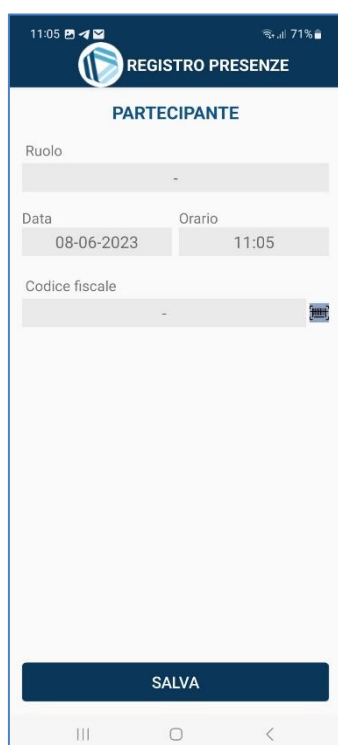 11:05 71%
REGISTRO PRESENZE
PARTECIPANTE
Ruolo
-
Data Orario
08-06-2023 11:05
Codice fiscale
-
SALVA